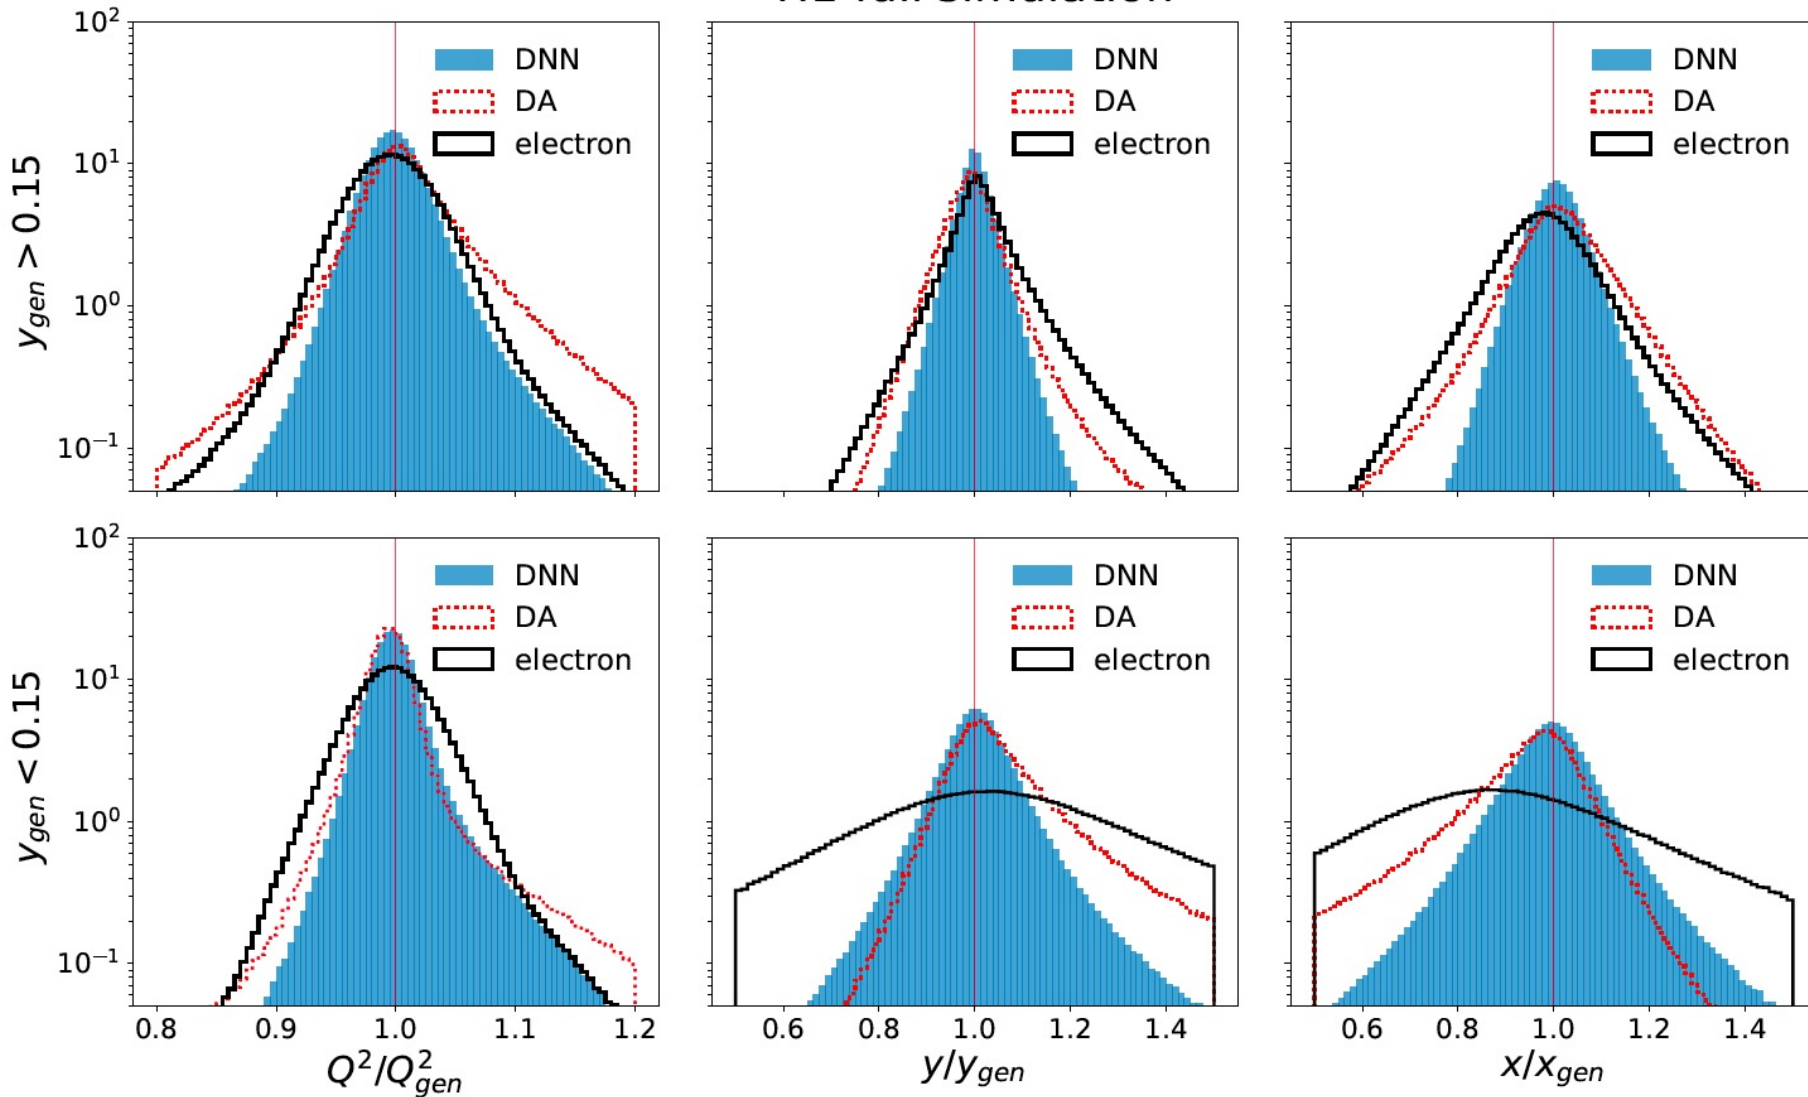 10² DNN DNN DNN
DA DA DA
electron electron electron
10¹
y_gen > 0.15
10⁰
10⁻¹
10² DNN DNN DNN
DA DA DA
electron electron electron
10¹
y_gen < 0.15
10⁰
10⁻¹
0.8 0.9 1.0 1.1 1.2 0.6 0.8 1.0 1.2 1.4 0.6 0.8 1.0 1.2 1.4
Q²/Q²_gen y/y_gen x/x_gen